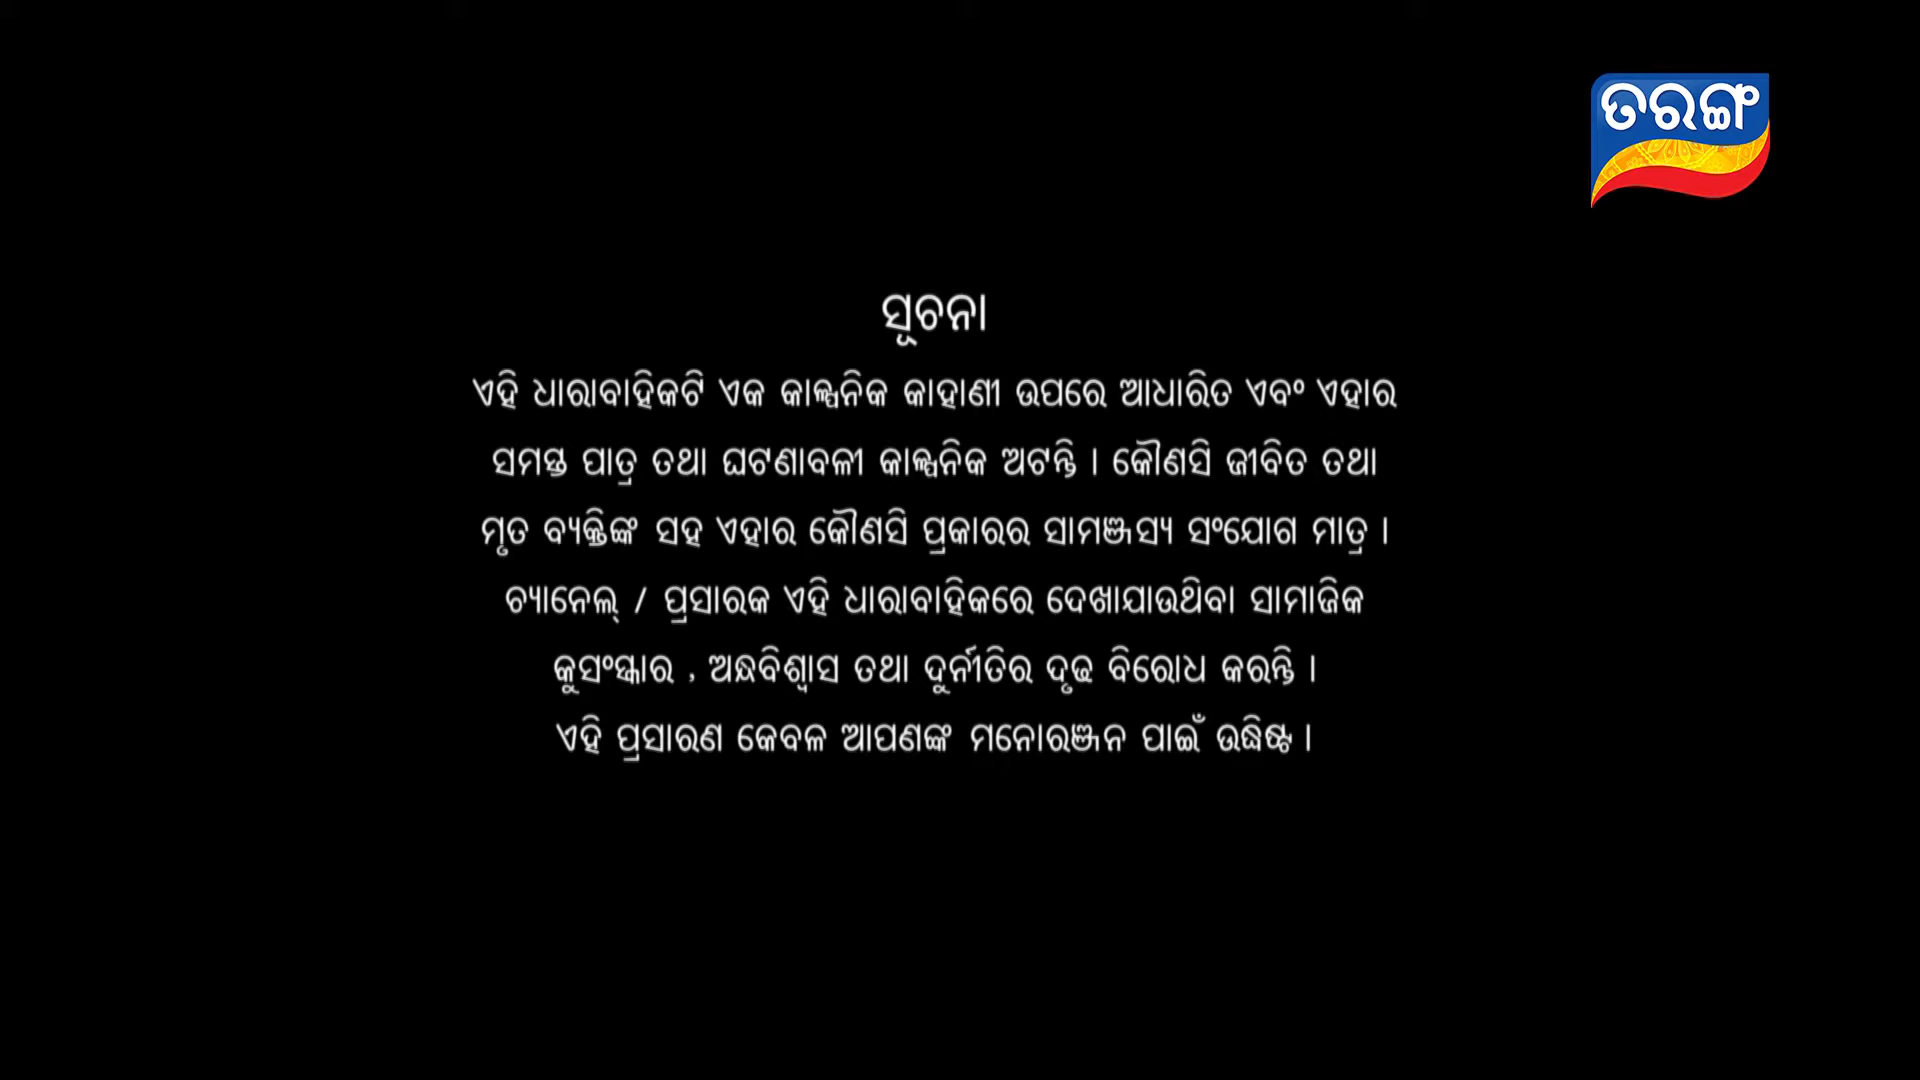 ତରଙ୍ଗ
ସୂଚନା
ଏହି ଧାରାବାହିକଟି ଏକ କାଳ୍ପନିକ କାହାଣୀ ଉପରେ ଆଧାରିତ ଏବଂ ଏହାର
ସମସ୍ତ ପାତ୍ର ତଥା ଘଟଣାବଳୀ କାଳ୍ପନିକ ଅଟନ୍ତି । କୌଣସି ଜୀବିତ ତଥା
ମୃତ ବ୍ୟକ୍ତିଙ୍କ ସହ ଏହାର କୌଣସି ପ୍ରକାରର ସାମଞ୍ଜସ୍ୟ ସଂଯୋଗ ମାତ୍ର ।
ଚ୍ୟାନେଲ୍ / ପ୍ରସାରକ ଏହି ଧାରାବାହିକରେ ଦେଖାଯାଉଥିବା ସାମାଜିକ
କୁସଂସ୍କାର , ଅନ୍ଧବିଶ୍ୱାସ ତଥା ଦୁର୍ନୀତିର ଦୃଢ ବିରୋଧ କରନ୍ତି ।
ଏହି ପ୍ରସାରଣ କେବଳ ଆପଣଙ୍କ ମନୋରଞ୍ଜନ ପାଇଁ ଉଦ୍ଧିଷ୍ଟ ।